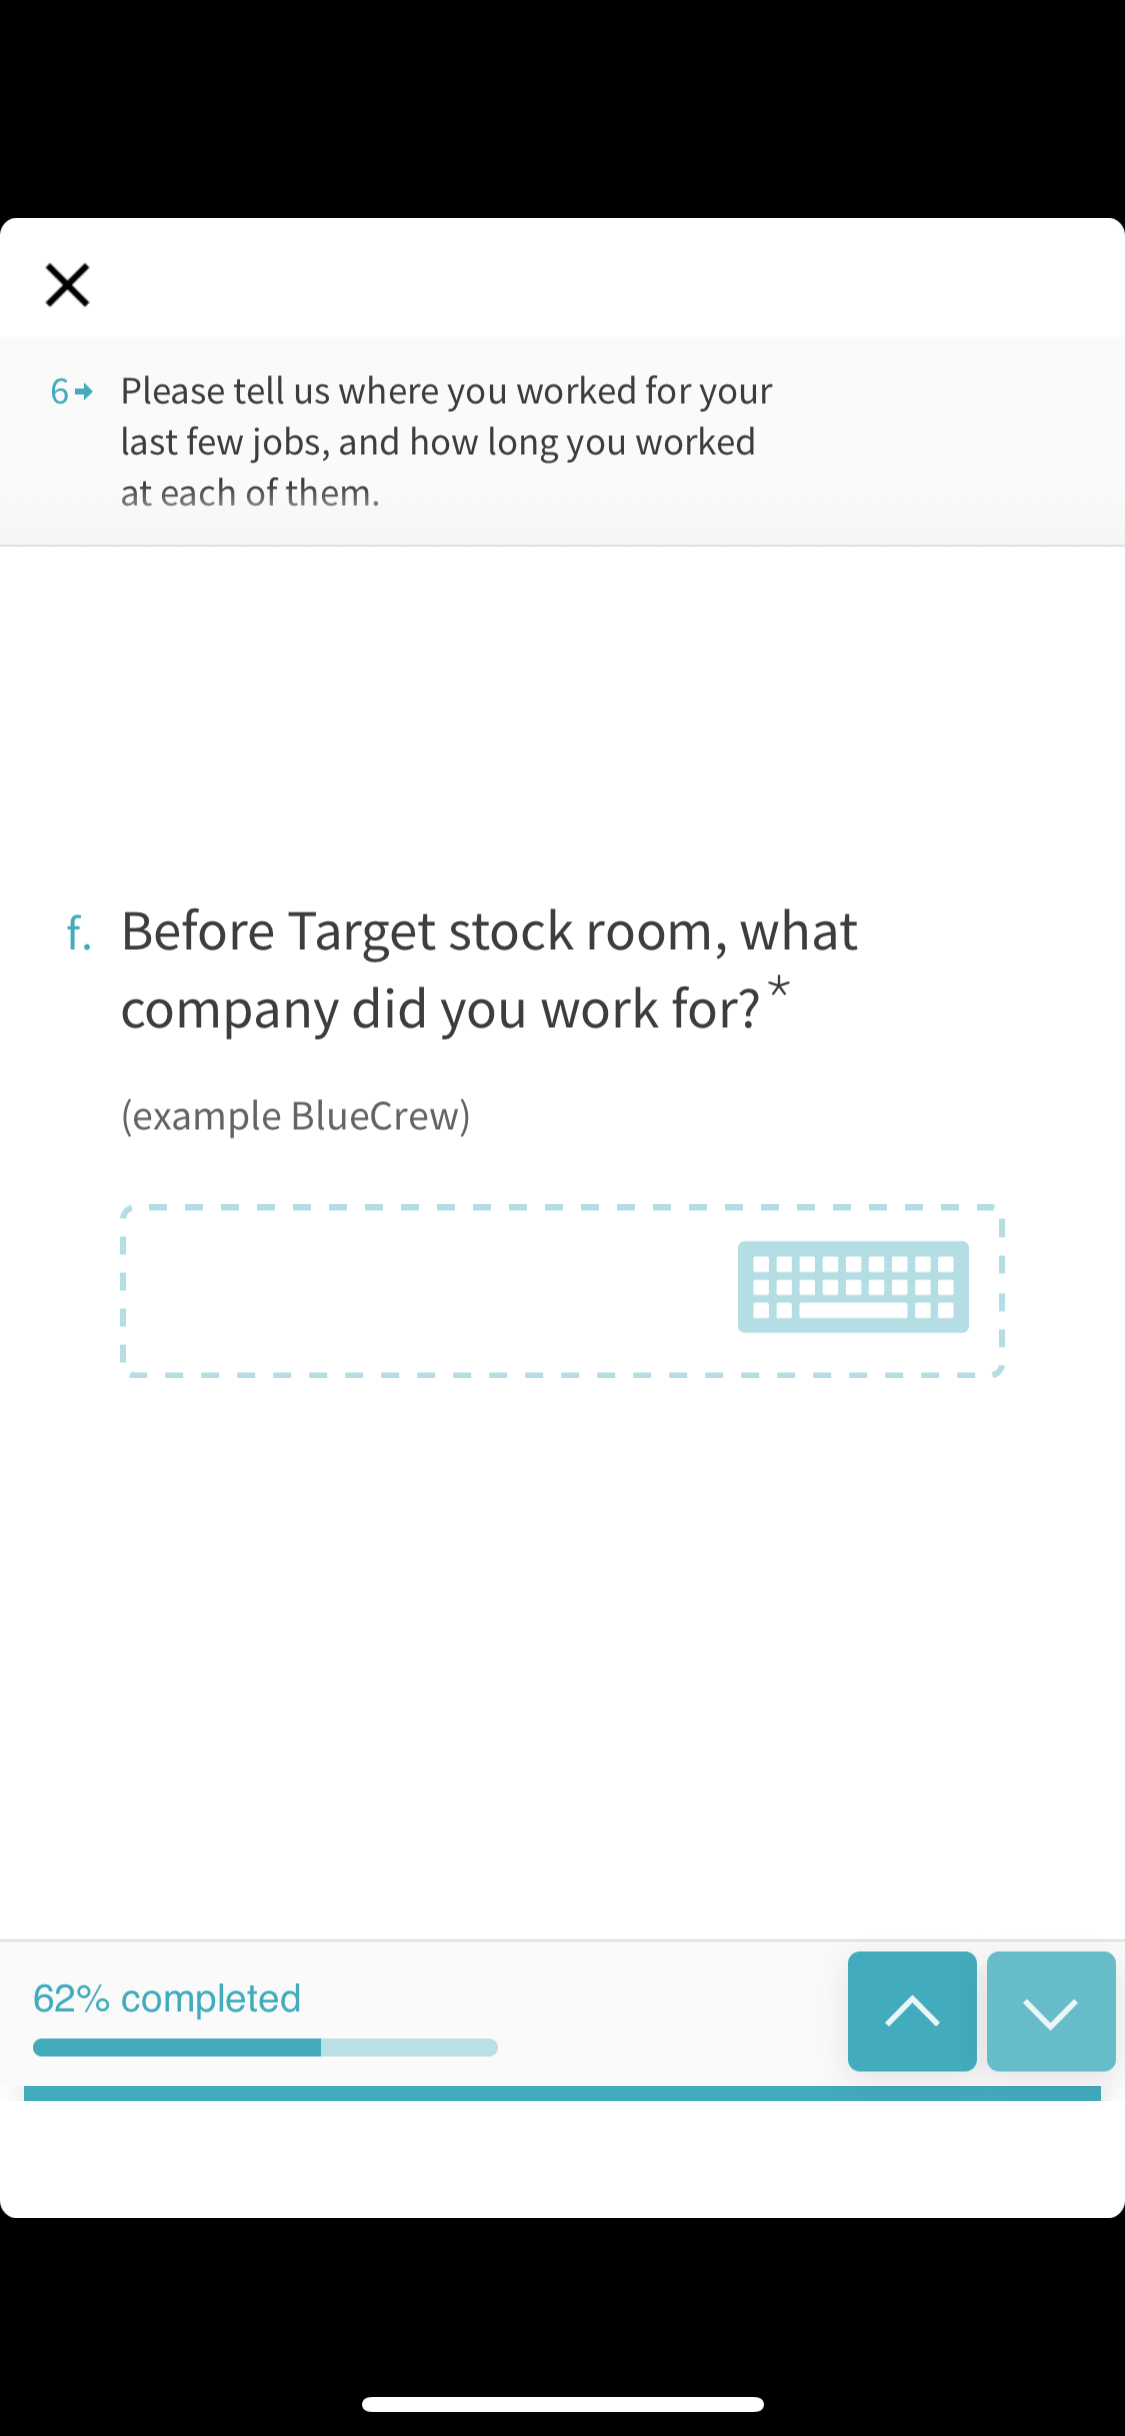 6 Please tell us where you worked for your
last few jobs, and how long you worked
at each of them.
f. Before Target stock room, what
company did you work for?*
(example BlueCrew)
62% completed